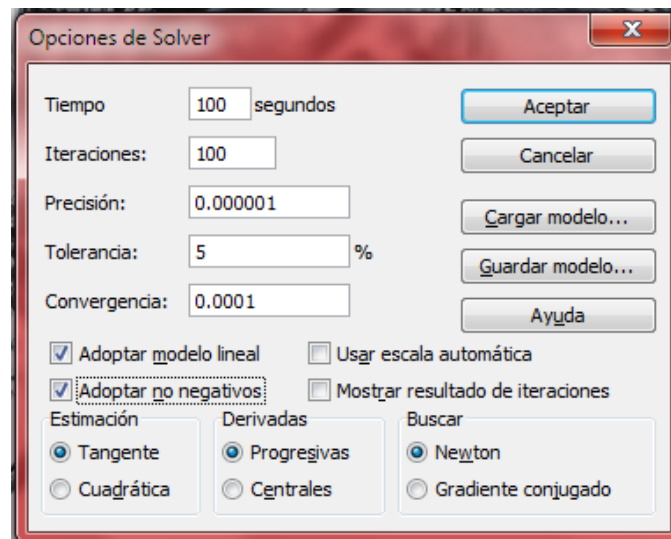 Opciones de Solver
Tiempo 100 segundos Aceptar
Iteraciones: 100 Cancelar
Precisión: 0.000001 Cargar modelo...
Tolerancia: 5 % Guardar modelo...
Convergencia: 0.0001 Ayuda
Adoptar modelo lineal Usar escala automática
Adoptar no negativos Mostrar resultado de iteraciones
Estimación Derivadas Buscar
Tangente Progresivas Newton
Cuadrática Centrales Gradiente conjugado